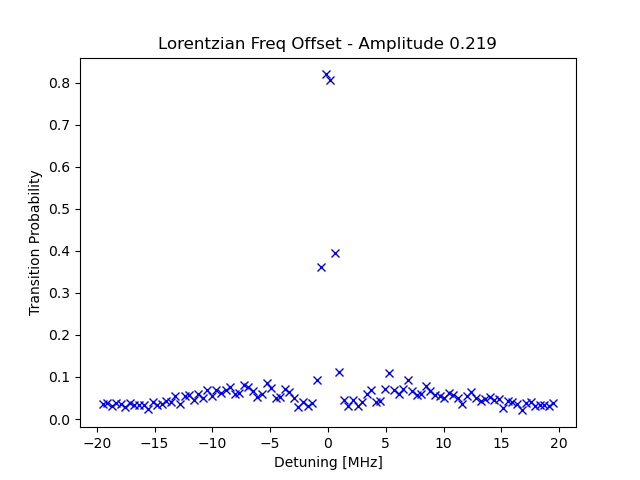 Lorentzian Freq Offset - Amplitude 0.219
Transition Probability
0.8
0.7
0.6
0.5
0.4
0.3
0.2
0.1
0.0
−20 −15 −10 −5 0 5 10 15 20
Detuning [MHz]